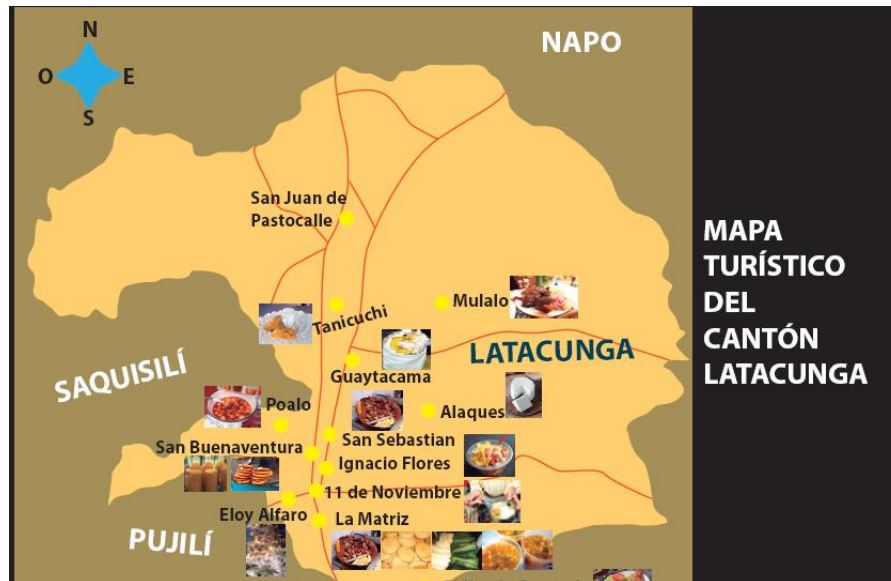 N
O E
S
NAPO
MAPA
TURÍSTICO
DEL
CANTÓN
LATACUNGA
San Juan de
Pastocalle
Mulalo
Tanicuchi
LATACUNGA
SAQUISILÍ
Guaytacama
Poalo
Alaques
San Sebastian
San Buenaventura
Ignacio Flores
11 de Noviembre
Eloy Alfaro
La Matriz
PUJILÍ